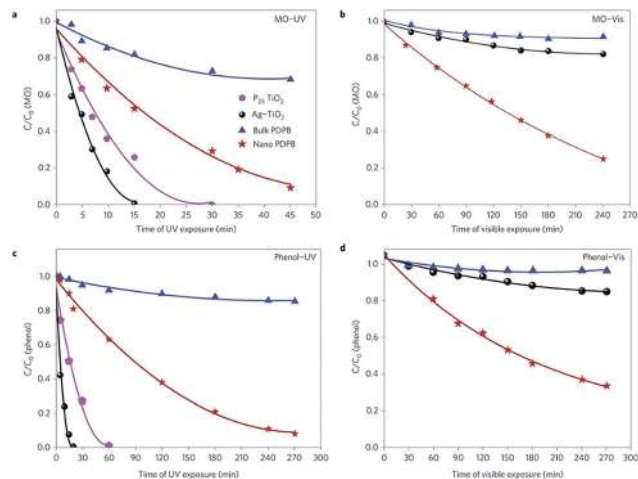 a
MO–UV
C/C0 (MO)
1.0
0.8
0.6
0.4
0.2
0.0
P25 TiO2
Ag–TiO2
Bulk PDPB
Nano PDPB
0 5 10 15 20 25 30 35 40 45 50
Time of UV exposure (min)
b
MO–Vis
C/C0 (MO)
1.0
0.8
0.6
0.4
0.2
0.0
0 30 60 90 120 150 180 210 240 270
Time of visible exposure (min)
c
Phenol–UV
C/C0 (phenol)
1.0
0.8
0.6
0.4
0.2
0.0
0 30 60 90 120 150 180 210 240 270 300
Time of UV exposure (min)
d
Phenol–Vis
C/C0 (phenol)
1.0
0.8
0.6
0.4
0.2
0.0
0 30 60 90 120 150 180 210 240 270 300
Time of visible exposure (min)